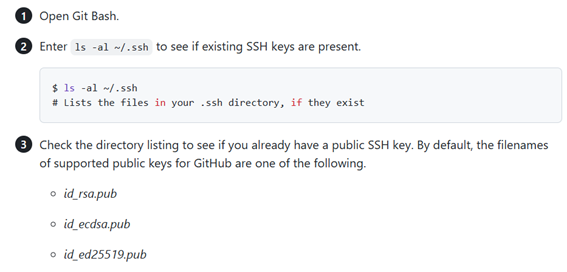 1 Open Git Bash.
2 Enter ls -al ~/.ssh to see if existing SSH keys are present.
$ ls -al ~/.ssh
# Lists the files in your .ssh directory, if they exist
3 Check the directory listing to see if you already have a public SSH key. By default, the filenames
of supported public keys for GitHub are one of the following.
id_rsa.pub
id_ecdsa.pub
id_ed25519.pub